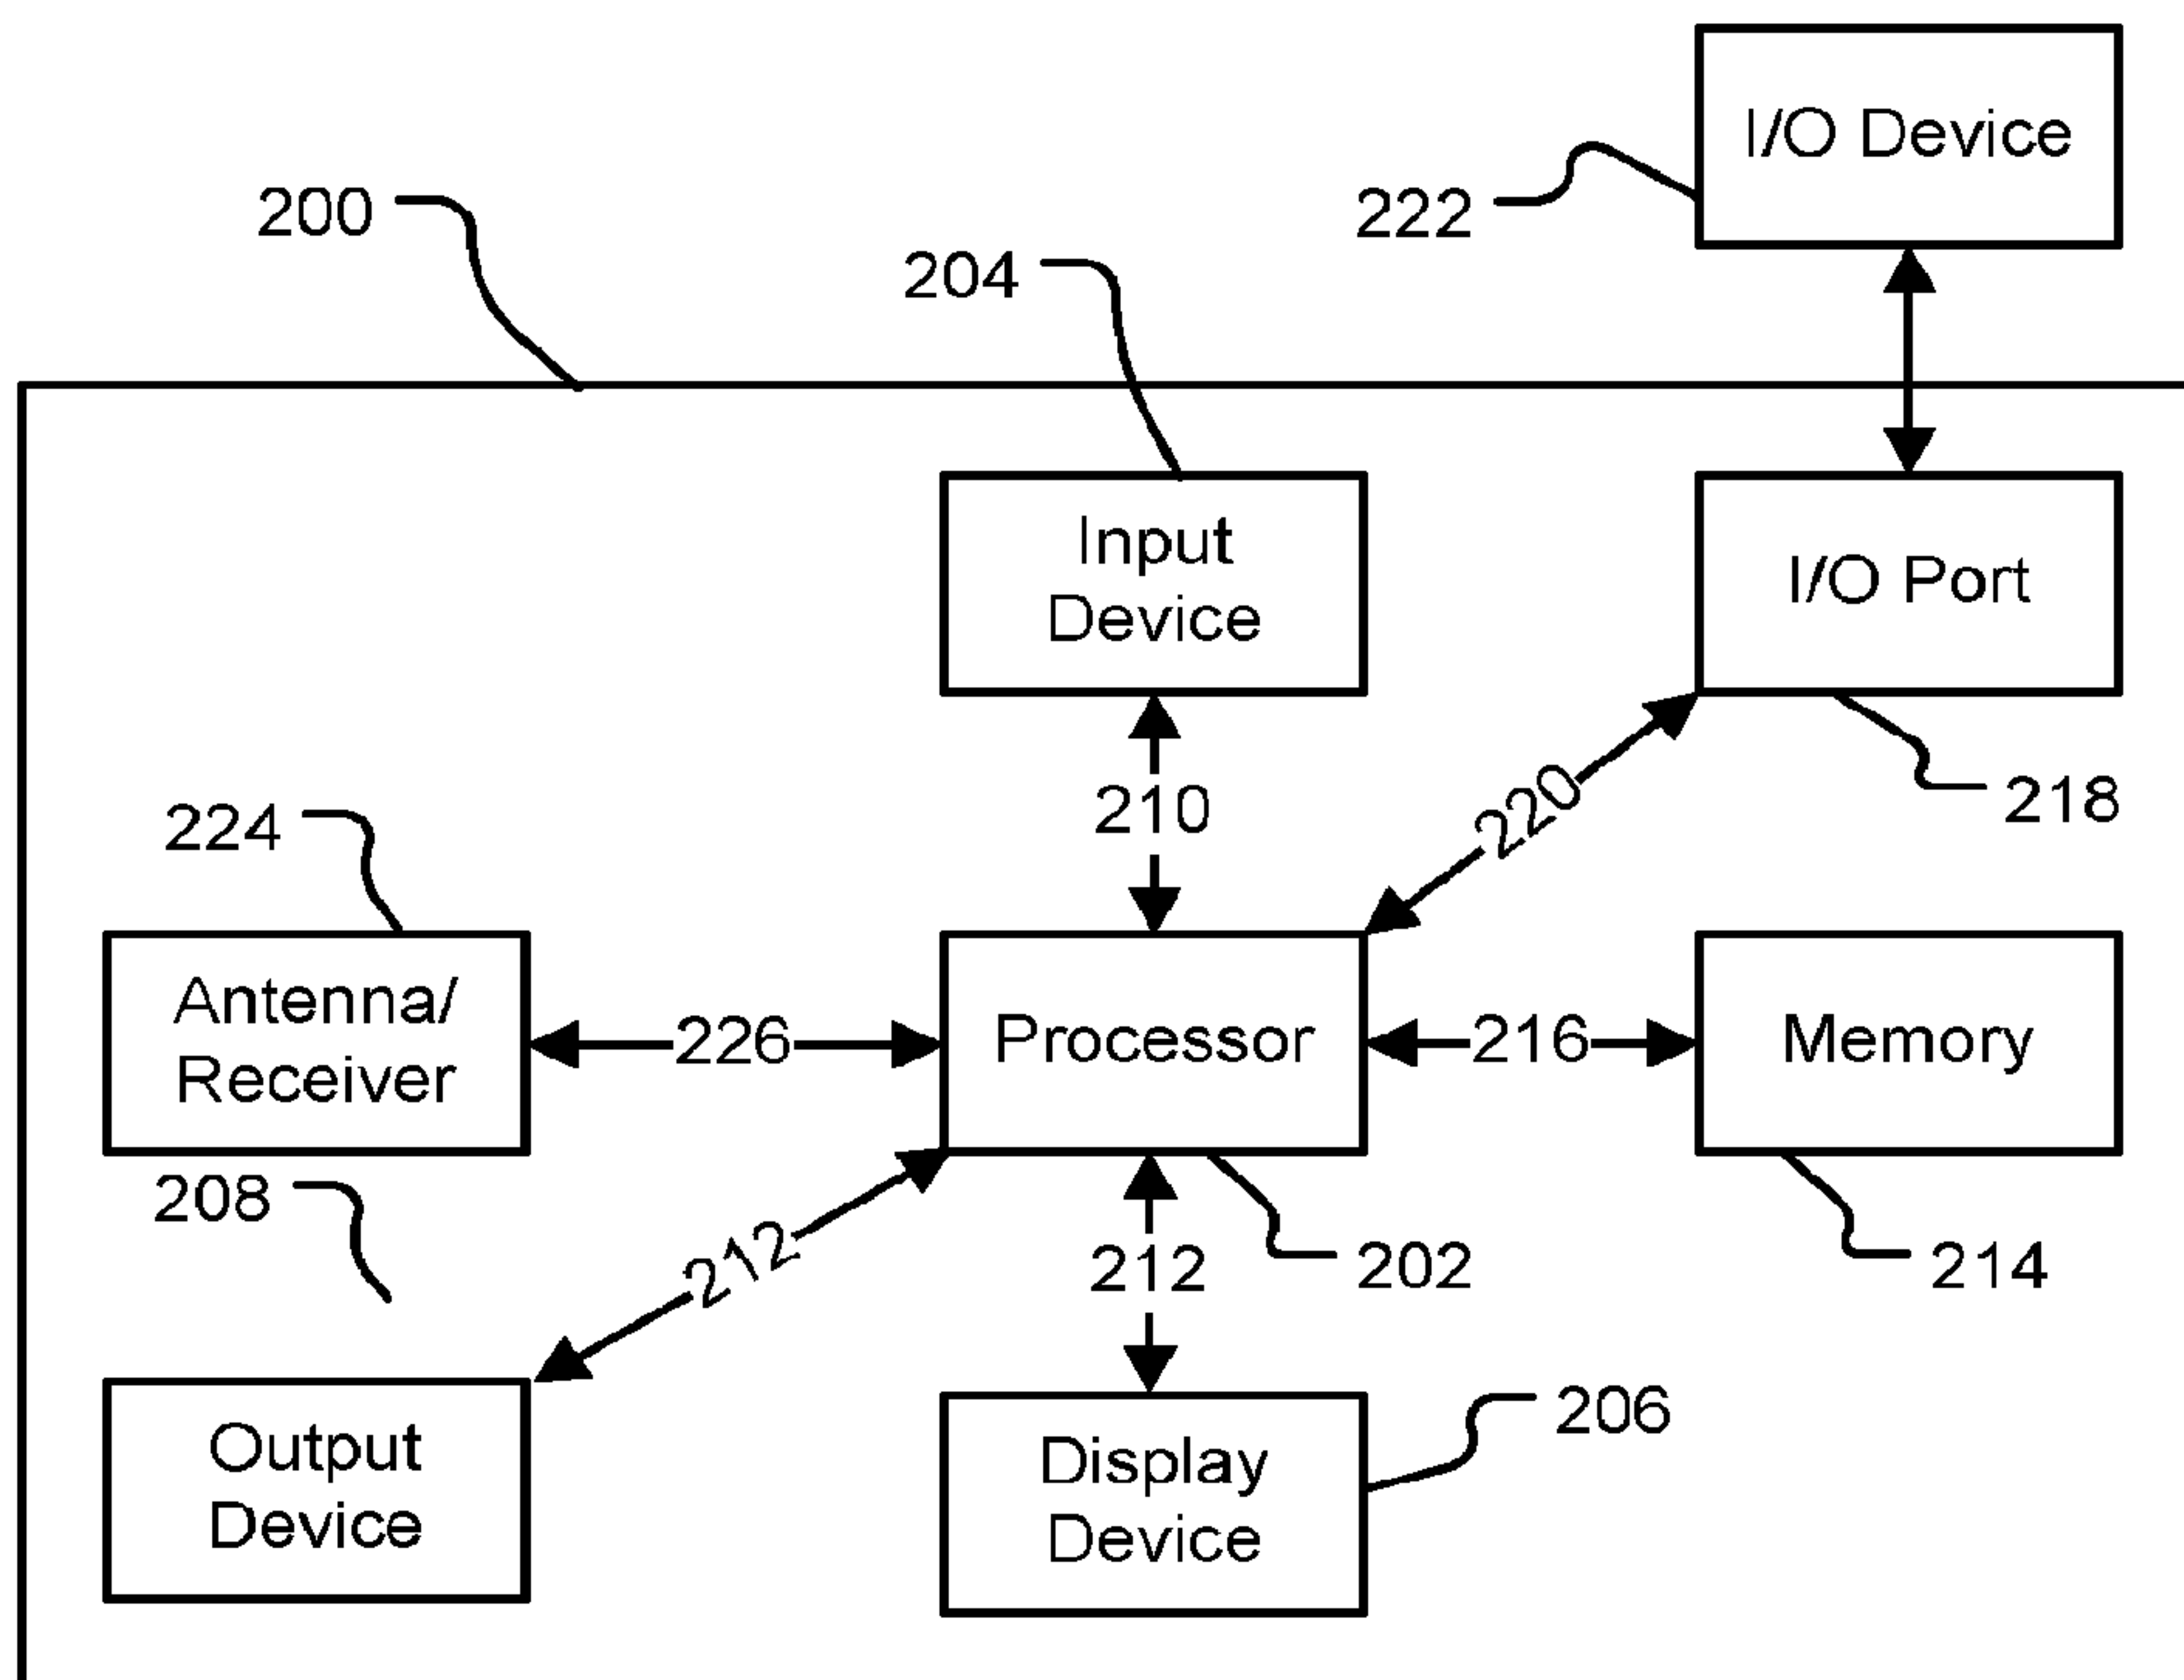 I/O Device
222
200
204
Input
Device
I/O Port
210
220
218
224
Antenna/
Receiver
226
Processor
216
Memory
208
212
212
202
214
Output
Device
Display
Device
206